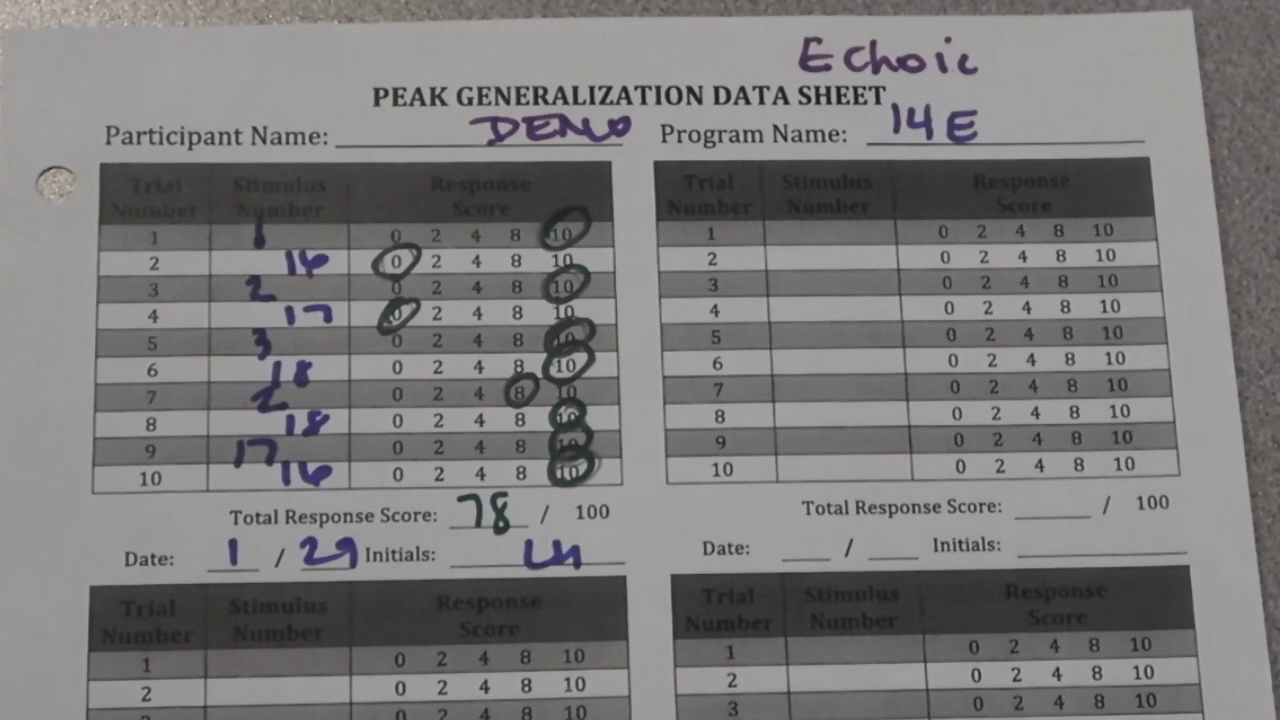 Echoic
PEAK GENERALIZATION DATA SHEET
Participant Name: DEMO Program Name: 14E
Trial Number Stimulus Number Response Score
1 1 0 2 4 8 10
2 16 0 2 4 8 10
3 2 0 2 4 8 10
4 17 0 2 4 8 10
5 3 0 2 4 8 10
6 18 0 2 4 8 10
7 2 0 2 4 8 10
8 18 0 2 4 8 10
9 17 0 2 4 8 10
10 16 0 2 4 8 10
Total Response Score: 78 / 100
Date: 1 / 29 Initials: LH
Trial Number Stimulus Number Response Score
1 0 2 4 8 10
2 0 2 4 8 10
3 0 2 4 8 10
4 0 2 4 8 10
5 0 2 4 8 10
6 0 2 4 8 10
7 0 2 4 8 10
8 0 2 4 8 10
9 0 2 4 8 10
10 0 2 4 8 10
Total Response Score: / 100
Date: / Initials:
Trial Number Stimulus Number Response Score
1 0 2 4 8 10
2 0 2 4 8 10
0 2 4 8 10
Trial Number Stimulus Number Response Score
1 0 2 4 8 10
2 0 2 4 8 10
3 0 2 4 8 10